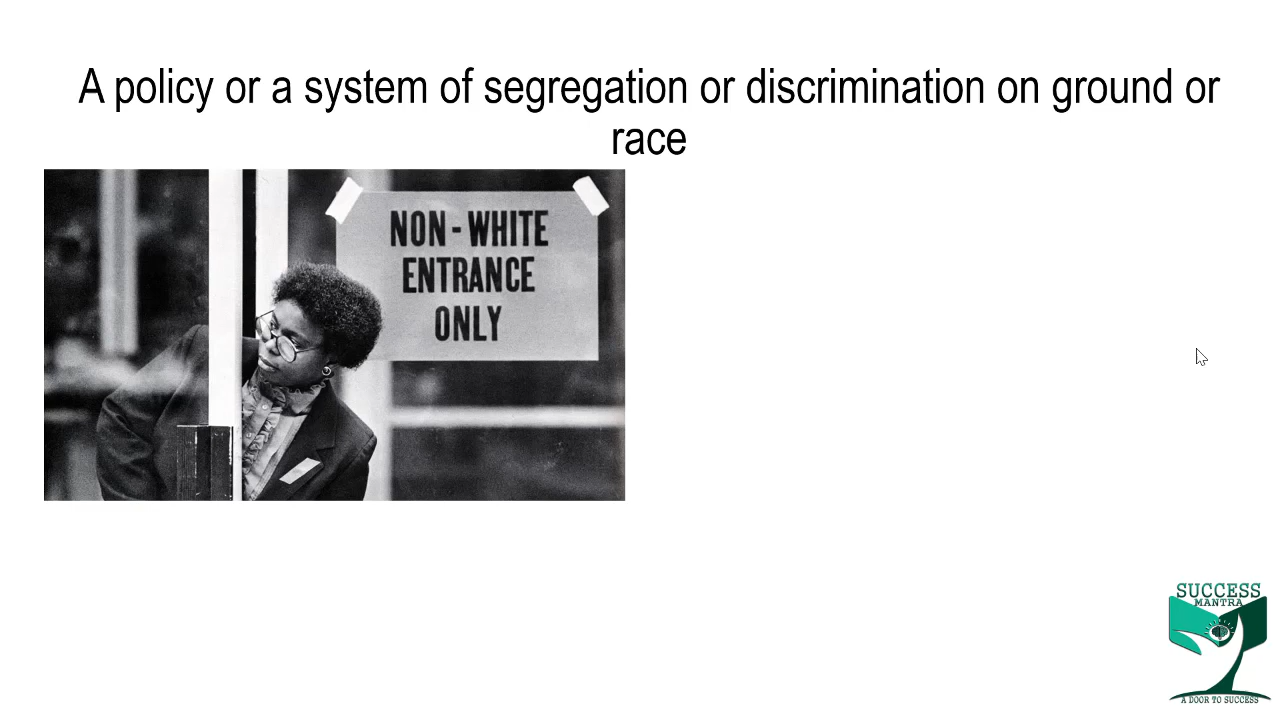 A policy or a system of segregation or discrimination on ground or
race
NON-WHITE
ENTRANCE
ONLY
SUCCESS
MANTRA
A DOOR TO SUCCESS